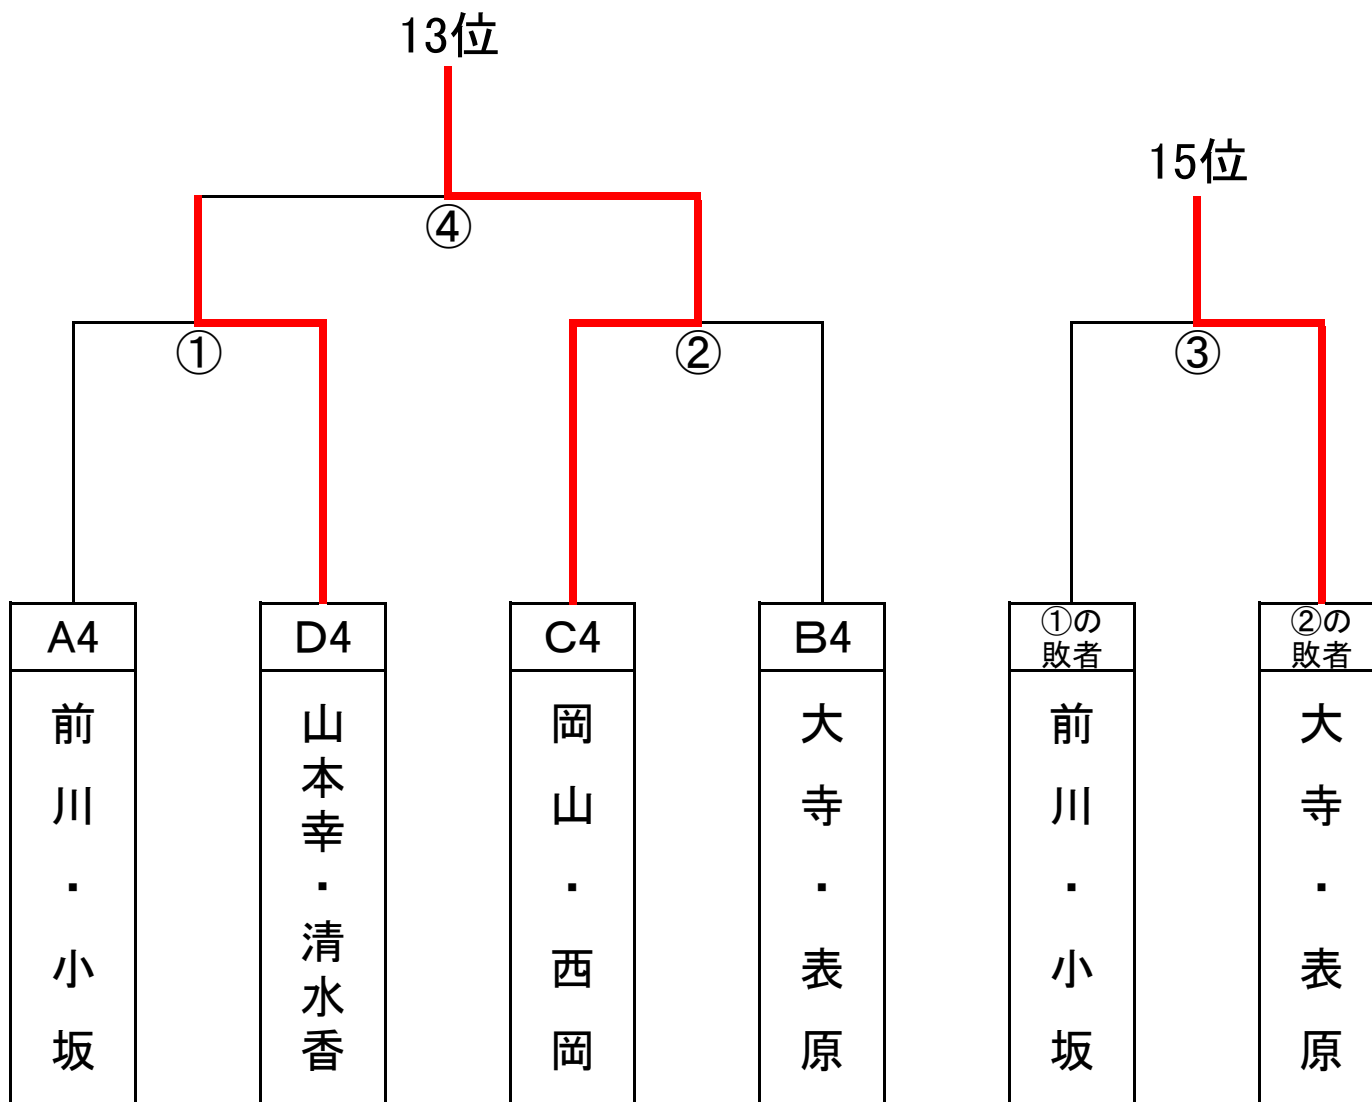 13位
15位
④
①
②
③
A4
D4
C4
B4
①の
敗者
②の
敗者
前川・小坂
山本幸・清水香
岡山・西岡
大寺・表原
前川・小坂
大寺・表原